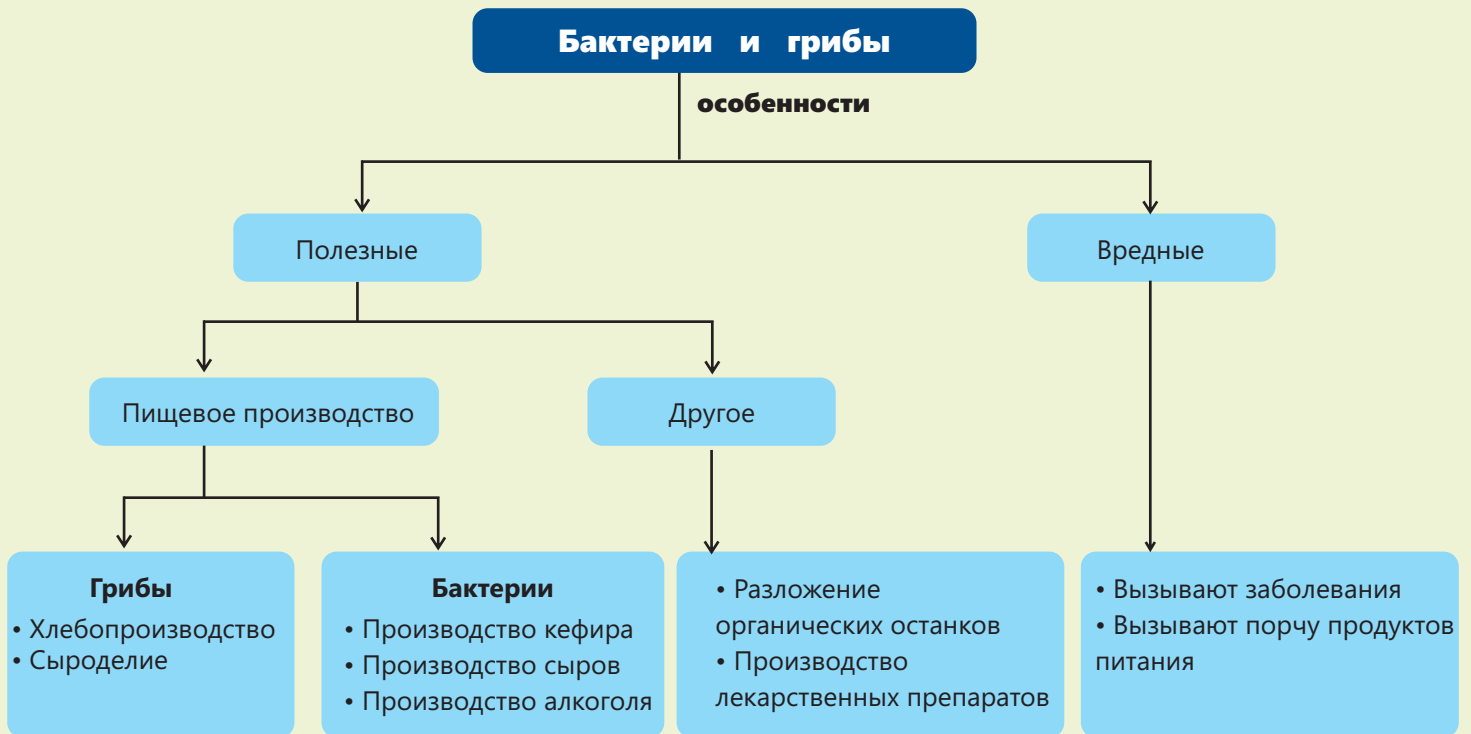 Бактерии и грибы
особенности
Полезные
Вредные
Пищевое производство
Другое
Грибы
• Хлебопроизводство
• Сыроделие
Бактерии
• Производство кефира
• Производство сыров
• Производство алкоголя
• Разложение
органических останков
• Производство
лекарственных препаратов
• Вызывают заболевания
• Вызывают порчу продуктов
питания